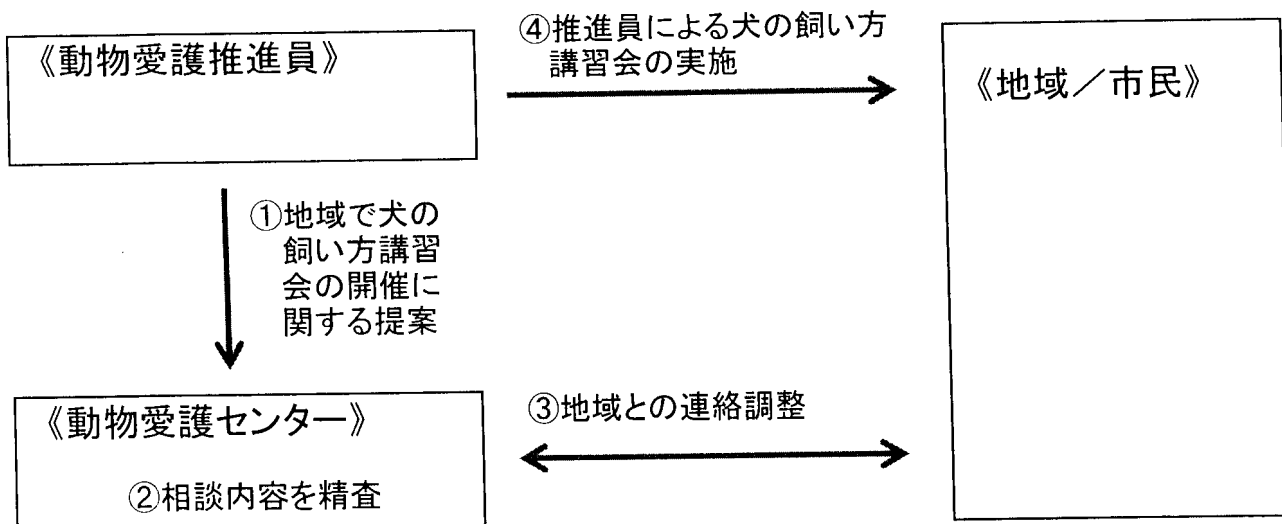 《動物愛護推進員》
④推進員による犬の飼い方
講習会の実施
《地域／市民》
①地域で犬の
飼い方講習
会の開催に
関する提案
《動物愛護センター》
②相談内容を精査
③地域との連絡調整